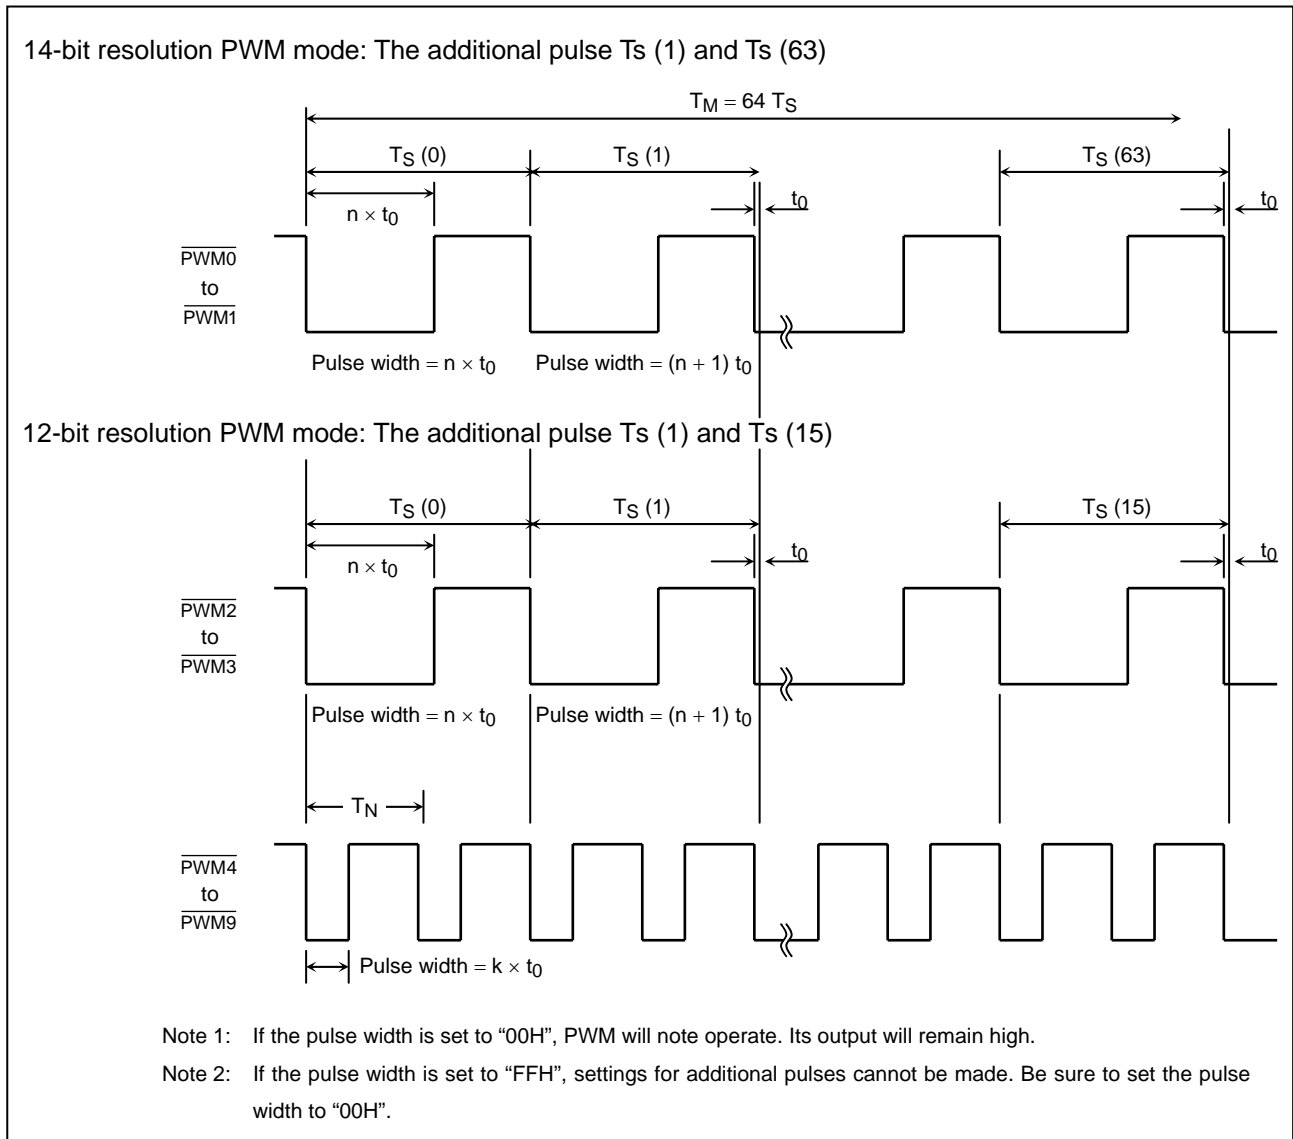 14-bit resolution PWM mode: The additional pulse Ts (1) and Ts (63)
TM = 64 TS
TS (0)
TS (1)
TS (63)
n × t0
t0
t0
PWM0
to
PWM1
Pulse width = n × t0
Pulse width = (n + 1) t0
12-bit resolution PWM mode: The additional pulse Ts (1) and Ts (15)
TS (0)
TS (1)
TS (15)
n × t0
t0
t0
PWM2
to
PWM3
Pulse width = n × t0
Pulse width = (n + 1) t0
TN
PWM4
to
PWM9
Pulse width = k × t0
Note 1: If the pulse width is set to “00H”, PWM will note operate. Its output will remain high.
Note 2: If the pulse width is set to “FFH”, settings for additional pulses cannot be made. Be sure to set the pulse
width to “00H”.